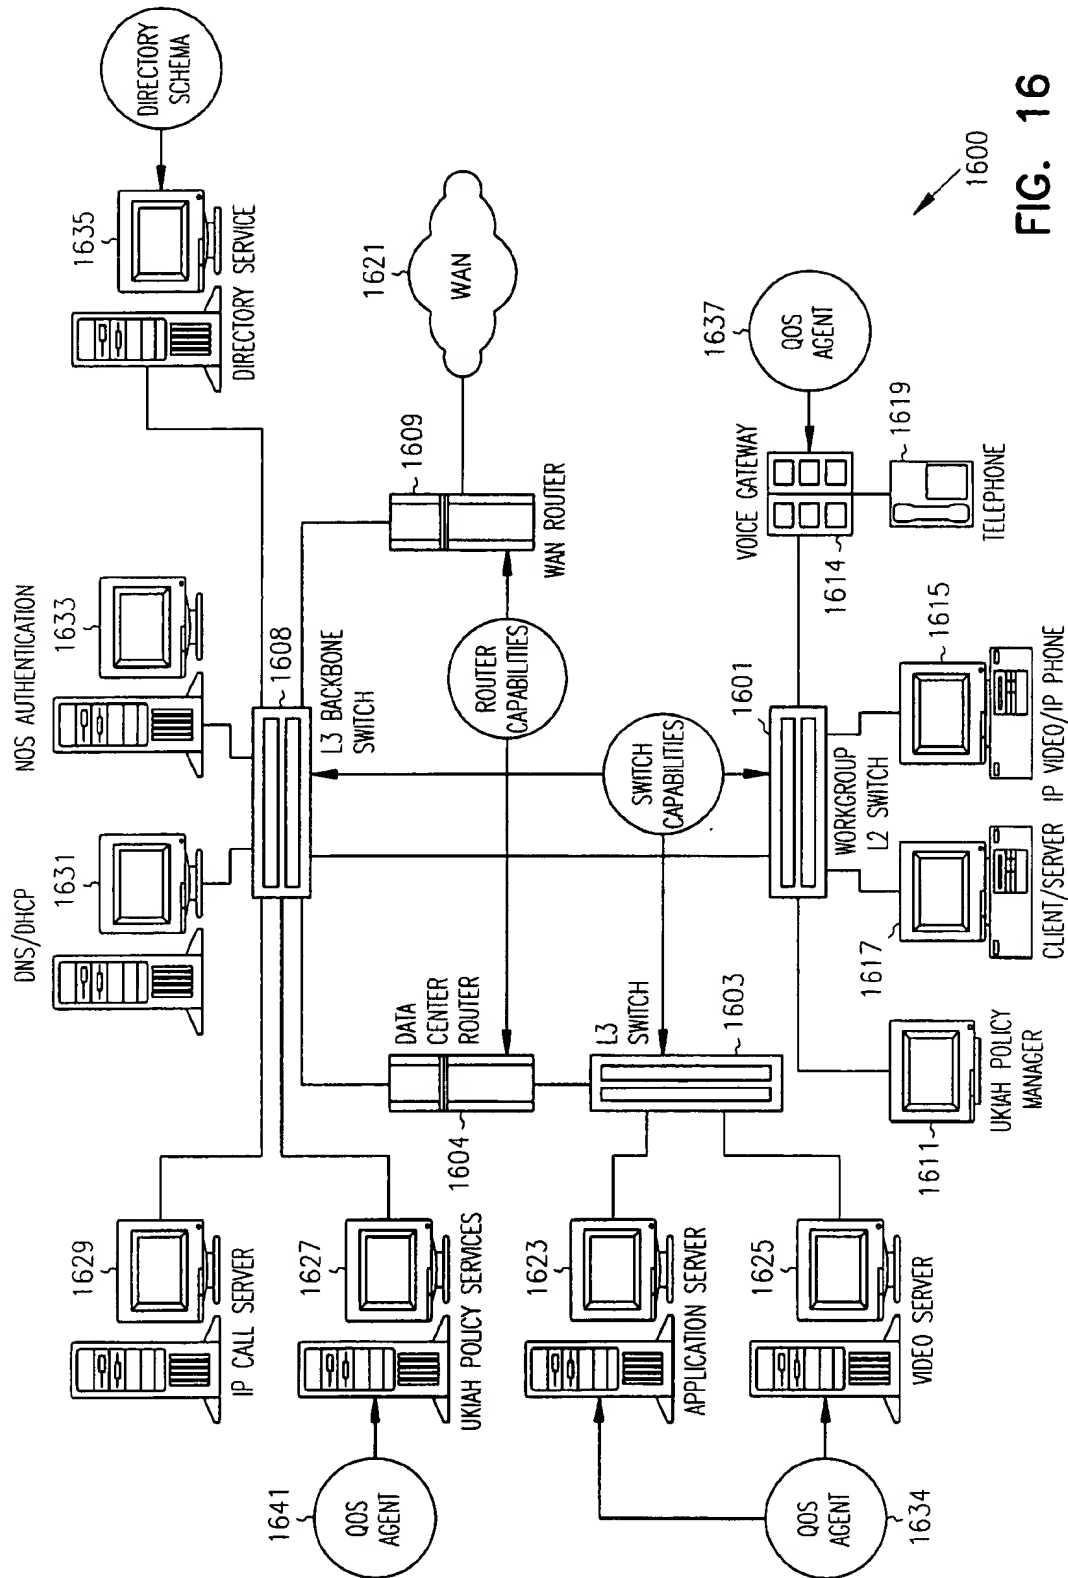 1629
IP CALL SERVER
DNS/DHCP
1631
NOS AUTHENTICATION
1633
1635
DIRECTORY SERVICE
DIRECTORY
SCHEMA
1641
QOS
AGENT
1627
UKIAH POLICY SERVICES
1608
L3 BACKBONE
SWITCH
DATA
CENTER
ROUTER
1604
ROUTER
CAPABILITIES
1609
WAN ROUTER
1621
WAN
1623
APPLICATION SERVER
L3
SWITCH
1603
SWITCH
CAPABILITIES
1634
QOS
AGENT
1625
VIDEO SERVER
1601
WORKGROUP
L2 SWITCH
VOICE GATEWAY
1614
1637
QOS
AGENT
1619
TELEPHONE
1611
UKIAH POLICY
MANAGER
1617
CLIENT/SERVER
1615
IP VIDEO/IP PHONE
1600
FIG. 16